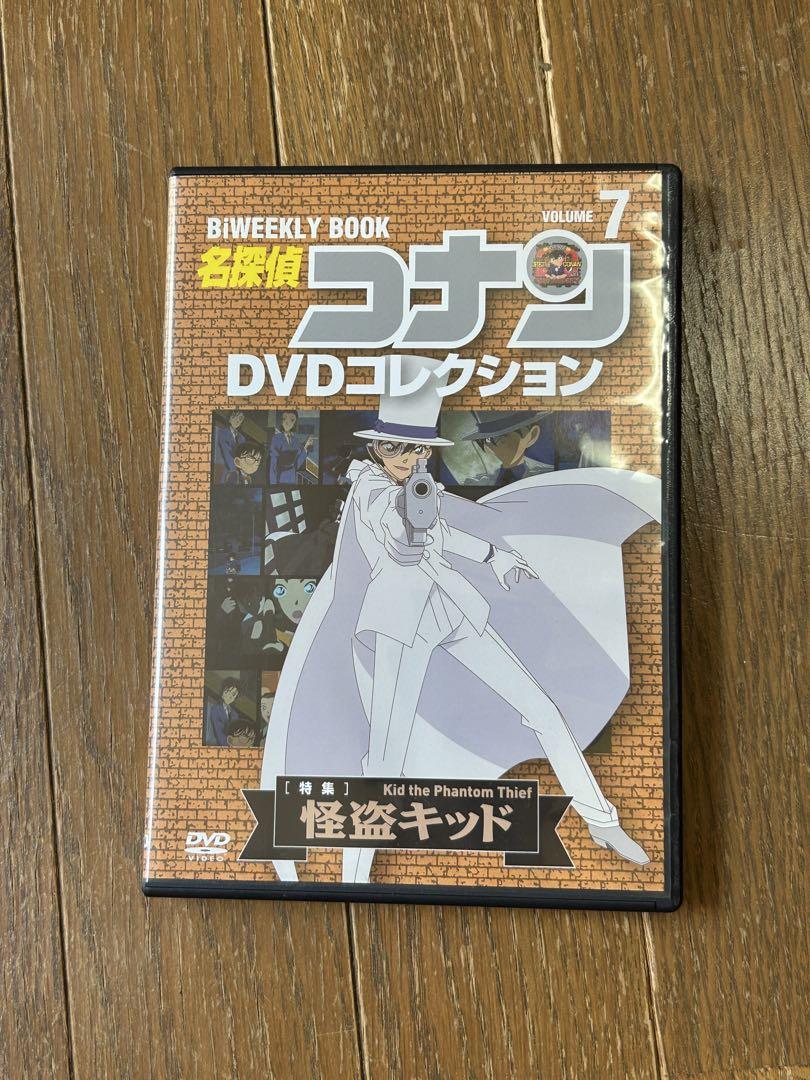 BiWEEKLY BOOK
VOLUME 7
名探偵
コナン
DVDコレクション
[特集]
Kid the Phantom Thief
怪盗キッド
DVD
VIDEO